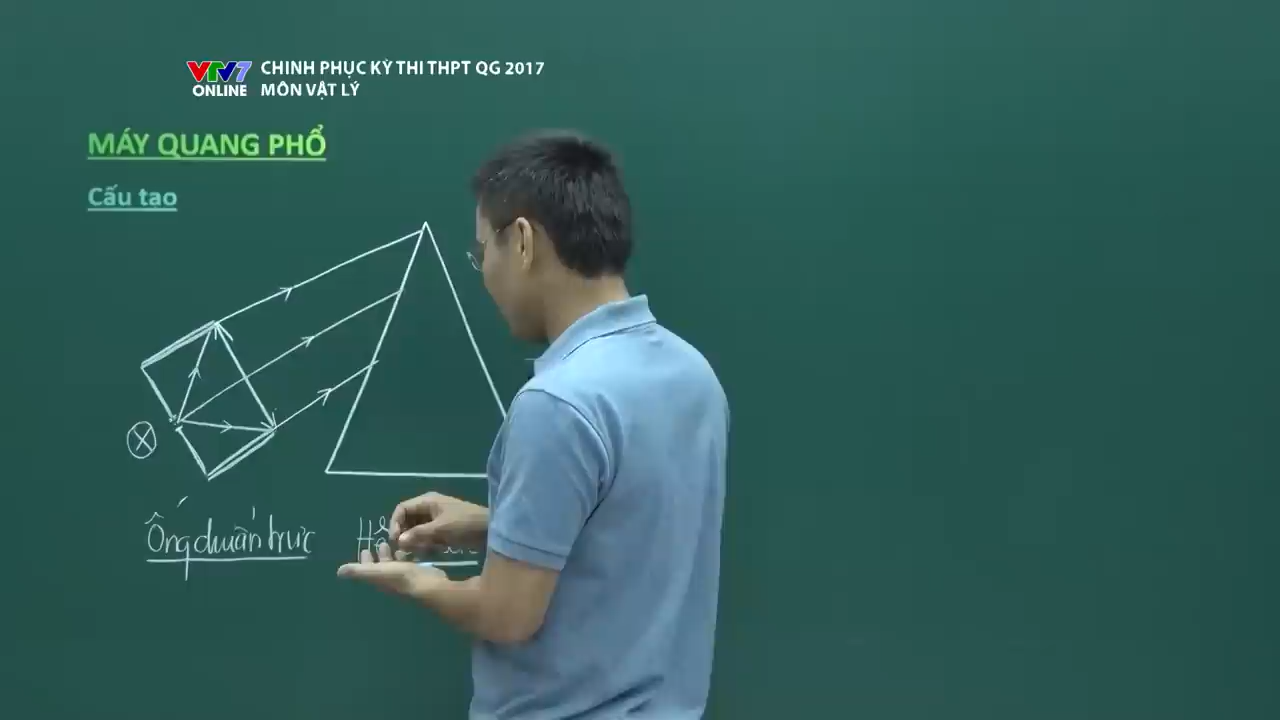 VTV7
ONLINE
CHINH PHỤC KỲ THI THPT QG 2017
MÔN VẬT LÝ
MÁY QUANG PHỔ
Cấu tạo
Ống chuẩn trực